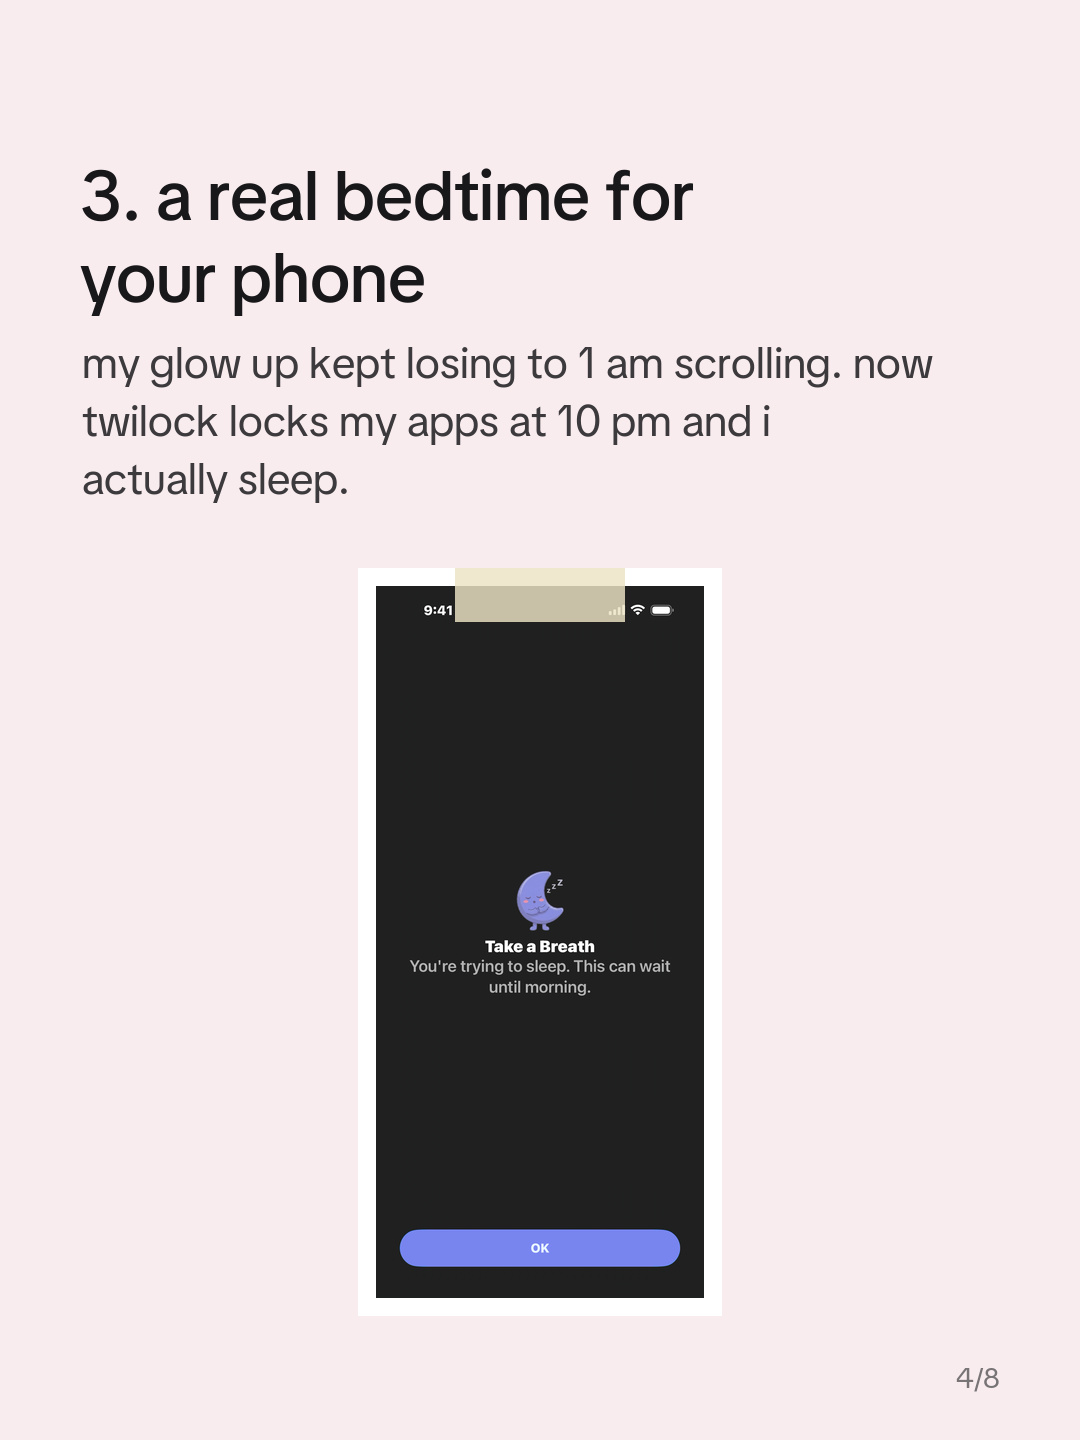 3. a real bedtime for
your phone
my glow up kept losing to 1 am scrolling. now
twilock locks my apps at 10 pm and i
actually sleep.
9:41
z z z
Take a Breath
You're trying to sleep. This can wait
until morning.
OK
4/8